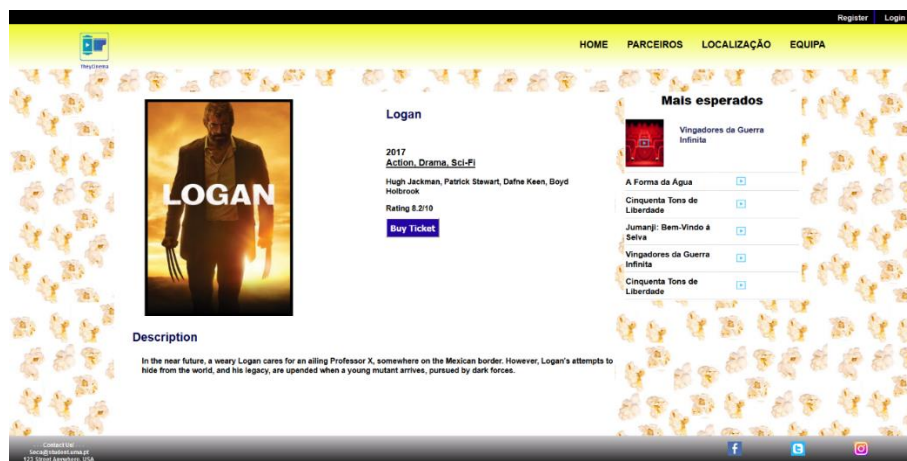 Register
Login
HOME
PARCEIROS
LOCALIZAÇÃO
EQUIPA
LOGAN
Logan
2017
Action, Drama, Sci-Fi
Hugh Jackman, Patrick Stewart, Dafne Keen, Boyd
Holbrook
Rating 8.2/10
Buy Ticket
Mais esperados
Vingadores da Guerra
Infinita
A Forma da Água
Cinquenta Tons de
Liberdade
Jumanji: Bem-Vindo à
Selva
Vingadores da Guerra
Infinita
Cinquenta Tons de
Liberdade
Description
In the near future, a weary Logan cares for an ailing Professor X, somewhere on the Mexican border. However, Logan's attempts to
hide from the world, and his legacy, are upended when a young mutant arrives, pursued by dark forces.
Contact Us!
123 Street Anywhere, USA